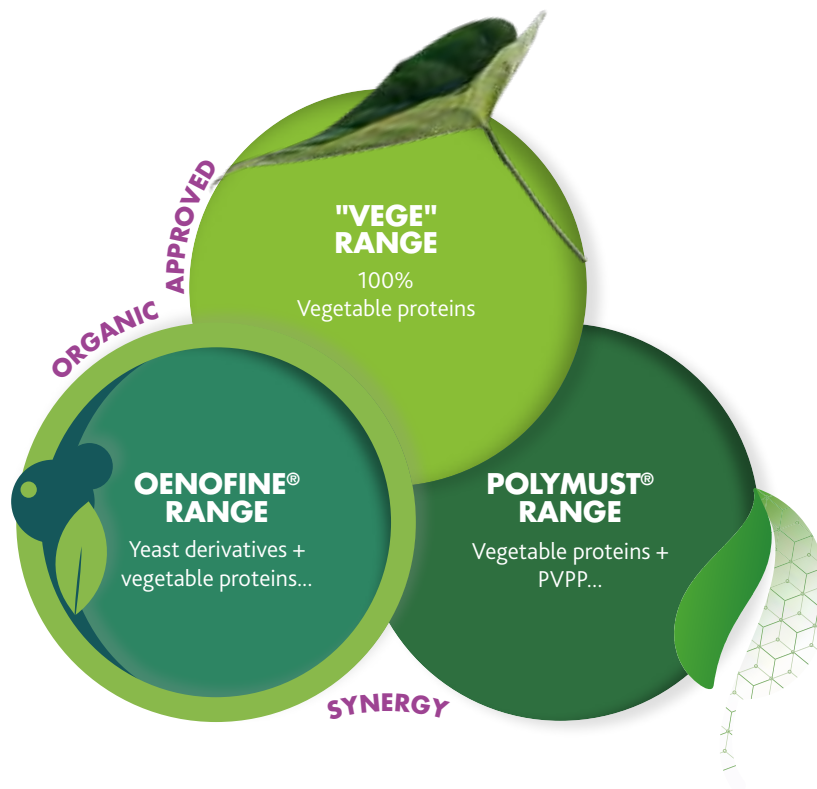 "VEGE"
RANGE
100%
Vegetable proteins
ORGANIC APPROVED
OENOFINE®
RANGE
Yeast derivatives +
vegetable proteins...
POLYMUST®
RANGE
Vegetable proteins +
PVPP...
SYNERGY